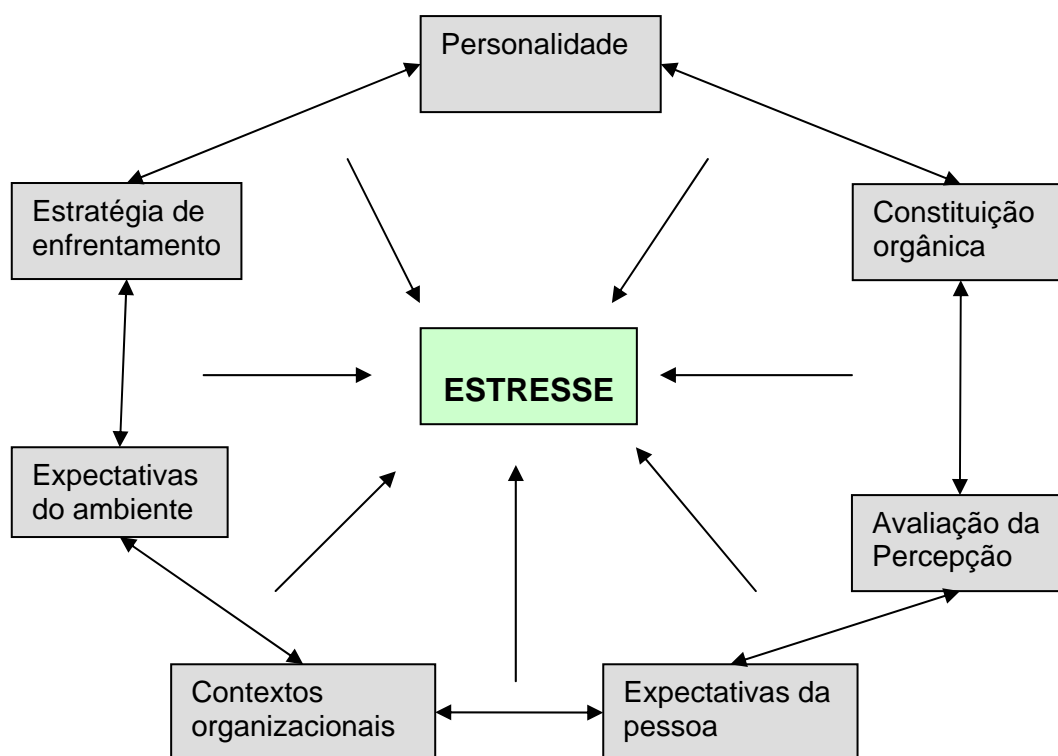 Personalidade
Estratégia de
enfrentamento
Constituição
orgânica
ESTRESSE
Expectativas
do ambiente
Avaliação da
Percepção
Contextos
organizacionais
Expectativas da
pessoa